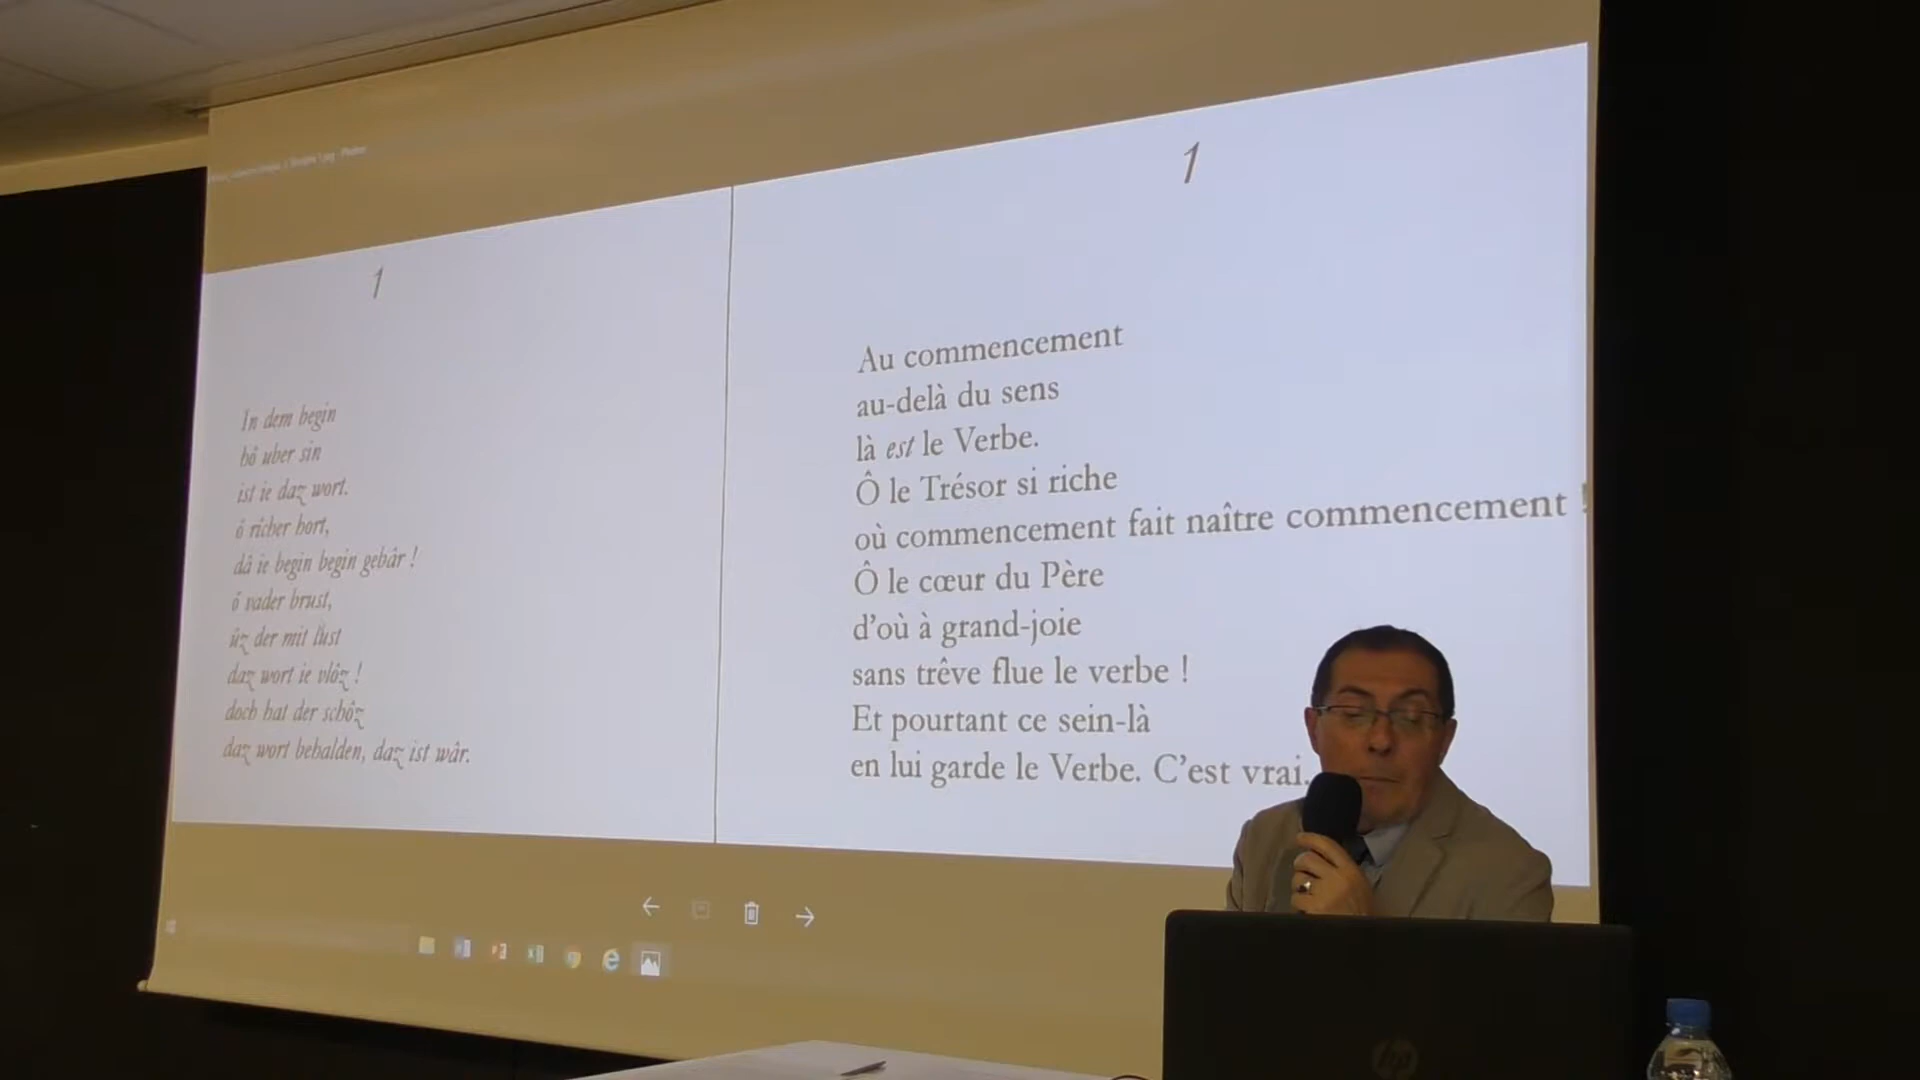 1
In dem begin
hô uber sin
ist ie daz wort.
ô rîcher hort,
dâ ie begin begin gebâr !
ô vader brust,
ûz der mit lust
daz wort ie vlôz !
doch hat der schôz
daz wort behalden, daz ist wâr.
1
Au commencement
au-delà du sens
là est le Verbe.
Ô le Trésor si riche
où commencement fait naître commencement !
Ô le cœur du Père
d'où à grand-joie
sans trêve flue le verbe !
Et pourtant ce sein-là
en lui garde le Verbe. C'est vrai.
hp